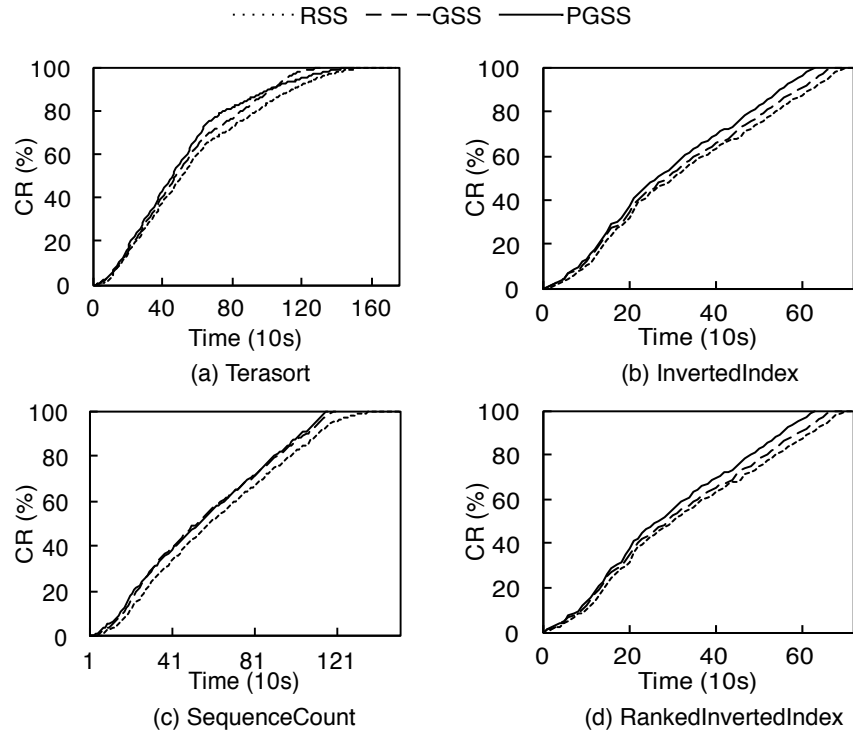 RSS GSS PGSS
100
80
60
40
20
0
CR (%)
0 40 80 120 160
Time (10s)
(a) Terasort
100
80
60
40
20
0
CR (%)
0 20 40 60
Time (10s)
(b) InvertedIndex
100
80
60
40
20
0
CR (%)
1 41 81 121
Time (10s)
(c) SequenceCount
100
80
60
40
20
0
CR (%)
0 20 40 60
Time (10s)
(d) RankedInvertedIndex